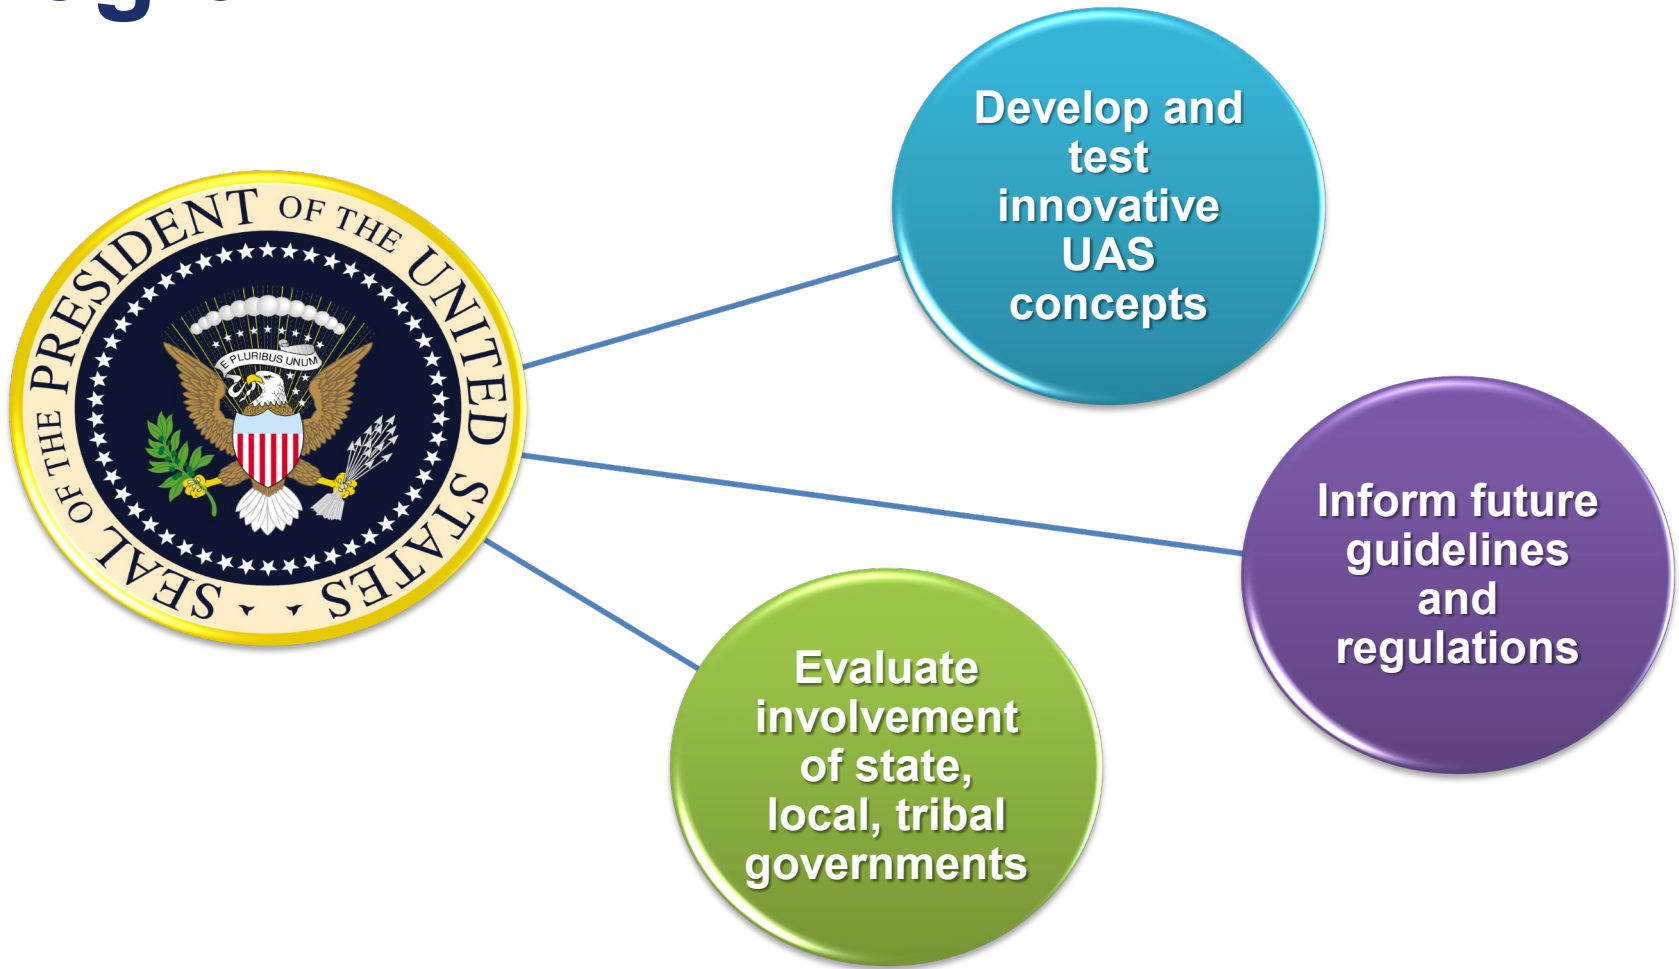 SEAL OF THE PRESIDENT OF THE UNITED STATES
E PLURIBUS UNUM
Develop and
test
innovative
UAS
concepts
Inform future
guidelines
and
regulations
Evaluate
involvement
of state,
local, tribal
governments